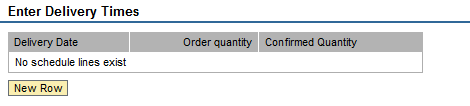 Enter Delivery Times
Delivery Date Order quantity Confirmed Quantity
No schedule lines exist
New Row